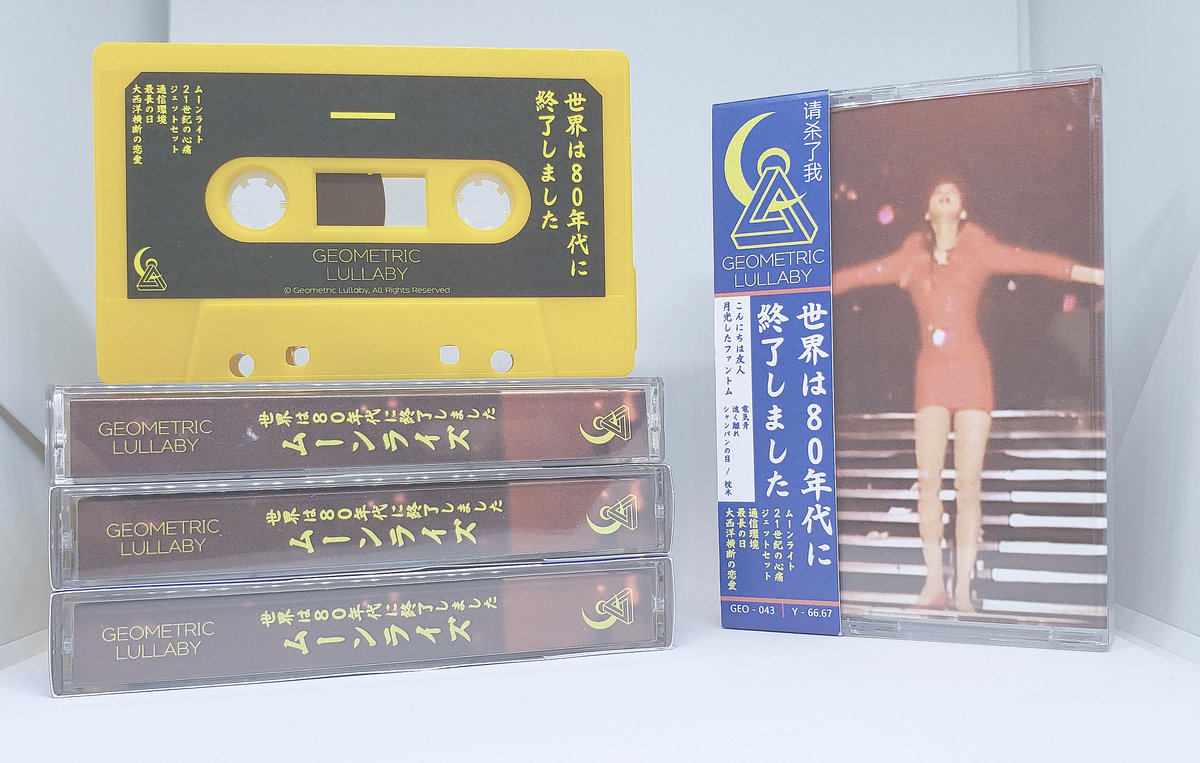 世界は80年代に
終了しました
ムーンライト
21世紀の心痛
ジェットセット
通信環境
最長の日
大西洋横断の恋愛
GEOMETRIC
LULLABY
© Geometric Lullaby, All Rights Reserved
GEOMETRIC
LULLABY
世界は80年代に終了しました
ムーンライズ
GEOMETRIC
LULLABY
世界は80年代に終了しました
ムーンライズ
GEOMETRIC
LULLABY
世界は80年代に終了しました
ムーンライズ
请杀了我
GEOMETRIC
LULLABY
世界は80年代に
終了しました
こんにちは友人
月光したファントム
電気青
遠く離れ
シャンパンの目 / 枕木
ムーンライト
21世紀の心痛
ジェットセット
通信環境
最長の日
大西洋横断の恋愛
GEO - 043 | Y - 66.67